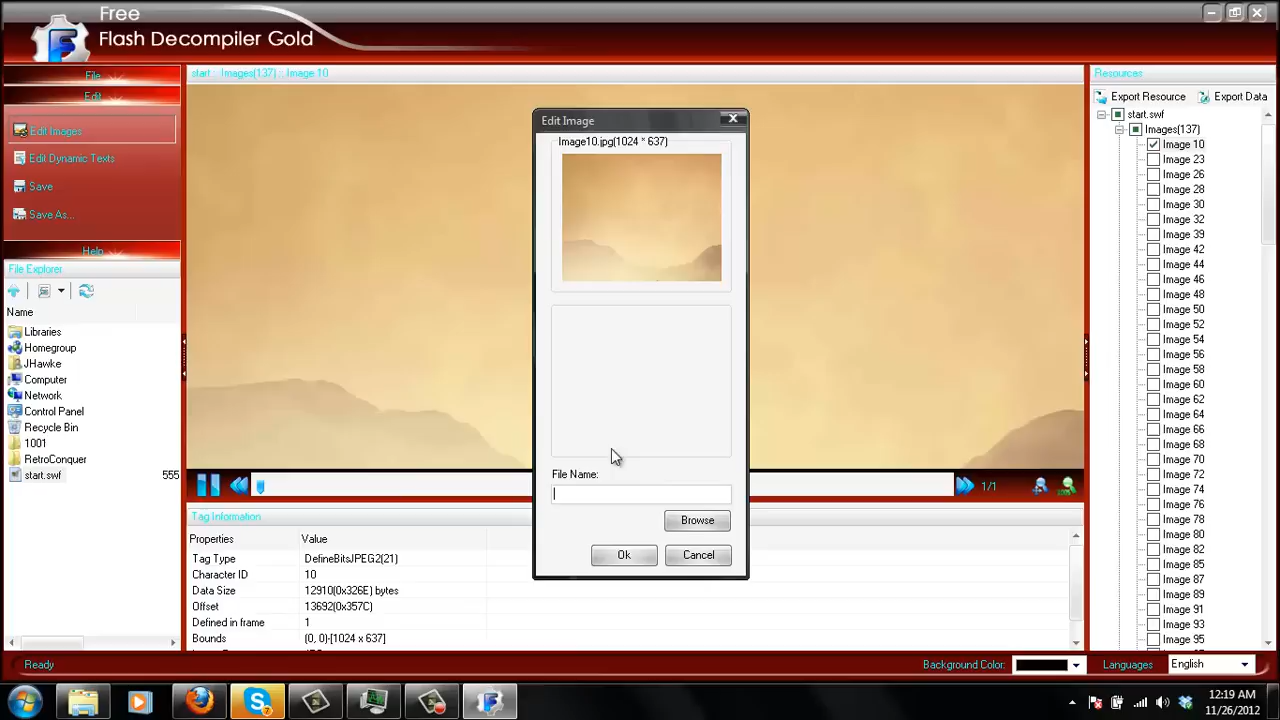 Free
Flash Decompiler Gold
File
Edit
Edit Images
Edit Dynamic Texts
Save
Save As...
Help
File Explorer
Name
Libraries
Homegroup
JHawke
Computer
Network
Control Panel
Recycle Bin
1001
RetroConquer
start.swf 555
start :: Images(137) :: Image 10
Edit Image
Image10.jpg(1024 * 637)
File Name:
Browse
Ok
Cancel
1/1
Tag Information
Properties Value
Tag Type DefineBitsJPEG2(21)
Character ID 10
Data Size 12910(0x326E) bytes
Offset 13692(0x357C)
Defined in frame 1
Bounds (0, 0)-[1024 x 637]
Resources
Export Resource Export Data
start.swf
Images(137)
Image 10
Image 23
Image 26
Image 28
Image 30
Image 32
Image 39
Image 42
Image 44
Image 46
Image 48
Image 50
Image 52
Image 54
Image 56
Image 58
Image 60
Image 62
Image 64
Image 66
Image 68
Image 70
Image 72
Image 74
Image 76
Image 78
Image 80
Image 82
Image 85
Image 87
Image 89
Image 91
Image 93
Image 95
Ready
Background Color: Languages English
12:19 AM
11/26/2012